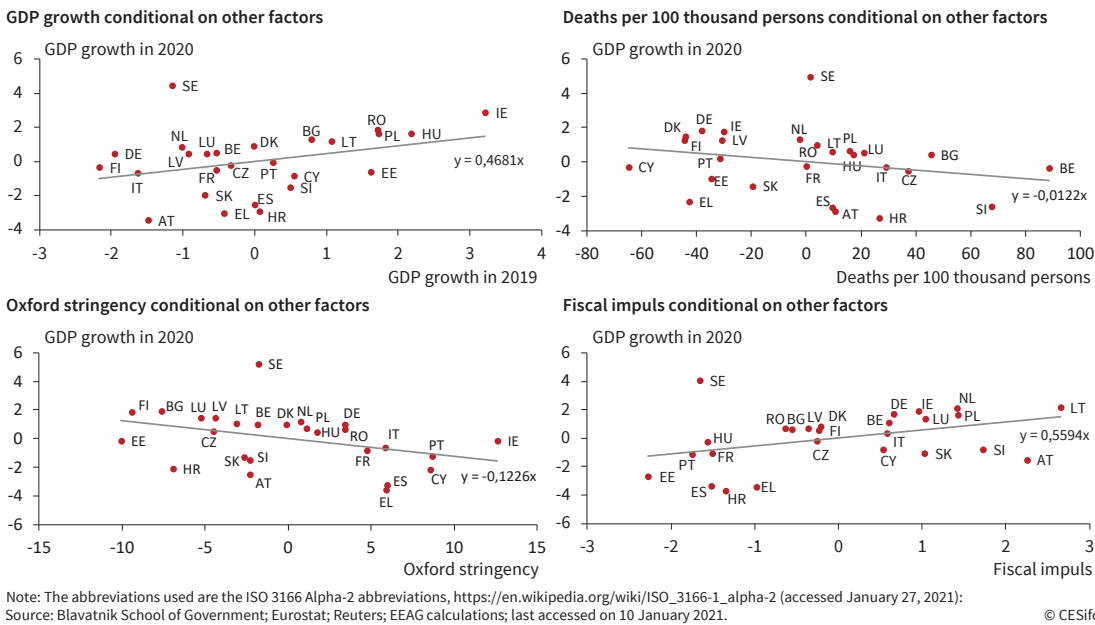 GDP growth conditional on other factors
GDP growth in 2020
6
4
2
0
-2
-4
SE
IE
RO
PL
HU
BG
LT
DK
NL
LU
BE
DE
LV
FI
IT
FR
CZ
PT
CY
SI
EE
SK
ES
EL
HR
AT
y = 0,4681x
-3 -2 -1 0 1 2 3 4
GDP growth in 2019
Deaths per 100 thousand persons conditional on other factors
GDP growth in 2020
6
4
2
0
-2
-4
SE
DE
IE
DK
LV
FI
NL
LT
PL
RO
LU
BG
HU
CY
PT
FR
IT
CZ
BE
EE
SK
EL
ES
AT
HR
SI
y = -0,0122x
-80 -60 -40 -20 0 20 40 60 80 100
Deaths per 100 thousand persons
Oxford stringency conditional on other factors
GDP growth in 2020
6
4
2
0
-2
-4
-6
SE
FI
BG
LU
LV
LT
BE
DK
NL
PL
DE
HU
RO
IT
CZ
EE
FR
PT
IE
HR
SK
SI
AT
CY
ES
EL
y = -0,1226x
-15 -10 -5 0 5 10 15
Oxford stringency
Fiscal impuls conditional on other factors
GDP growth in 2020
6
4
2
0
-2
-4
-6
SE
LT
NL
DE
IE
PL
LU
RO
BG
LV
DK
FI
BE
HU
CZ
IT
PT
FR
CY
SK
SI
AT
EE
ES
HR
EL
y = 0,5594x
-3 -2 -1 0 1 2 3
Fiscal impuls
Note: The abbreviations used are the ISO 3166 Alpha-2 abbreviations, https://en.wikipedia.org/wiki/ISO_3166-1_alpha-2 (accessed January 27, 2021):
Source: Blavatnik School of Government; Eurostat; Reuters; EEAG calculations; last accessed on 10 January 2021.
© CESifo